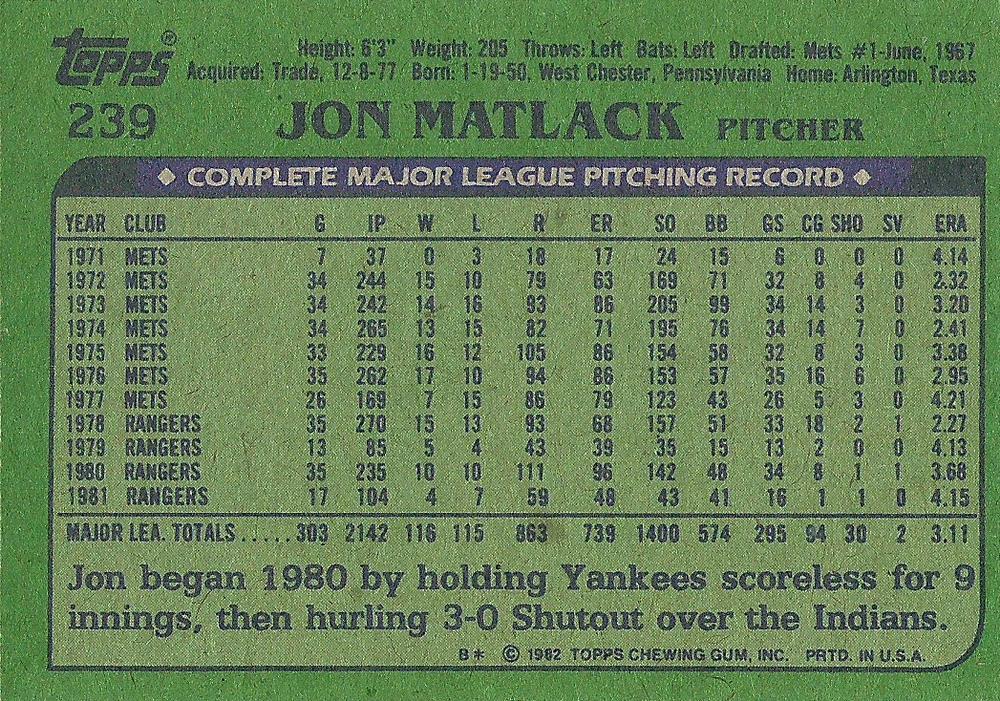 Topps®
Height: 6'3" Weight: 205 Throws: Left Bats: Left Drafted: Mets #1-June, 1967
Acquired: Trade, 12-8-77 Born: 1-19-50, West Chester, Pennsylvania Home: Arlington, Texas
239 JON MATLACK PITCHER
◆ COMPLETE MAJOR LEAGUE PITCHING RECORD ◆
YEAR CLUB G IP W L R ER SO BB GS CG SHO SV ERA
1971 METS 7 37 0 3 18 17 24 15 6 0 0 0 4.14
1972 METS 34 244 15 10 79 63 169 71 32 8 4 0 2.32
1973 METS 34 242 14 16 93 86 205 99 34 14 3 0 3.20
1974 METS 34 265 13 15 82 71 195 76 34 14 7 0 2.41
1975 METS 33 229 16 12 105 86 154 58 32 8 3 0 3.38
1976 METS 35 262 17 10 94 86 153 57 35 16 6 0 2.95
1977 METS 26 169 7 15 86 79 123 43 26 5 3 0 4.21
1978 RANGERS 35 270 15 13 93 68 157 51 33 18 2 1 2.27
1979 RANGERS 13 85 5 4 43 39 35 15 13 2 0 0 4.13
1980 RANGERS 35 235 10 10 111 96 142 48 34 8 1 1 3.68
1981 RANGERS 17 104 4 7 59 48 43 41 16 1 1 0 4.15
MAJOR LEA. TOTALS.....303 2142 116 115 863 739 1400 574 295 94 30 2 3.11
Jon began 1980 by holding Yankees scoreless for 9
innings, then hurling 3-0 Shutout over the Indians.
B* © 1982 TOPPS CHEWING GUM, INC. PRTD. IN U.S.A.